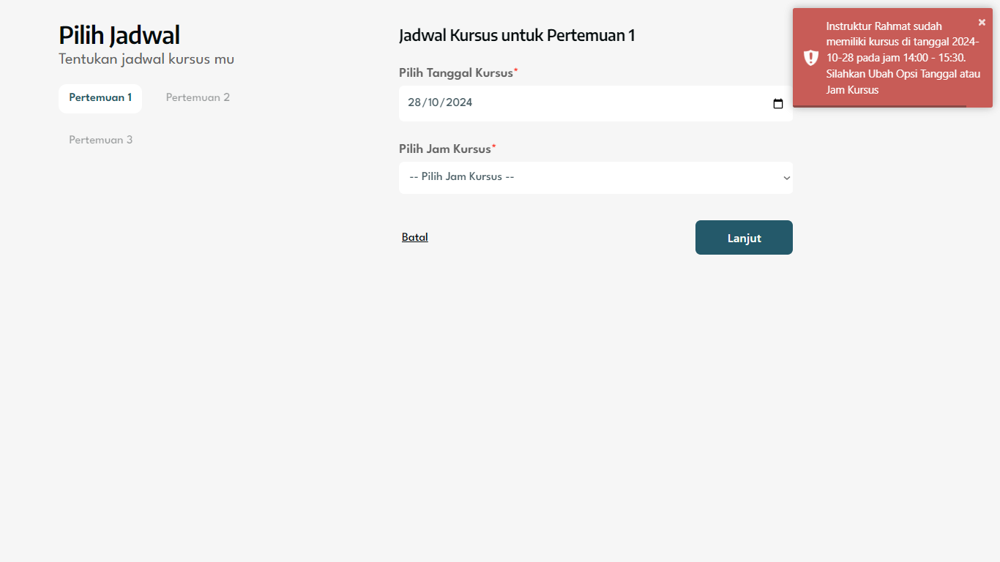 Pilih Jadwal
Tentukan jadwal kursus mu
Pertemuan 1
Pertemuan 2
Pertemuan 3
Jadwal Kursus untuk Pertemuan 1
Pilih Tanggal Kursus*
28/10/2024
Pilih Jam Kursus*
-- Pilih Jam Kursus --
Batal
Lanjut
Instruktur Rahmat sudah
memiliki kursus di tanggal 2024-
10-28 pada jam 14:00 - 15:30.
Silahkan Ubah Opsi Tanggal atau
Jam Kursus
×